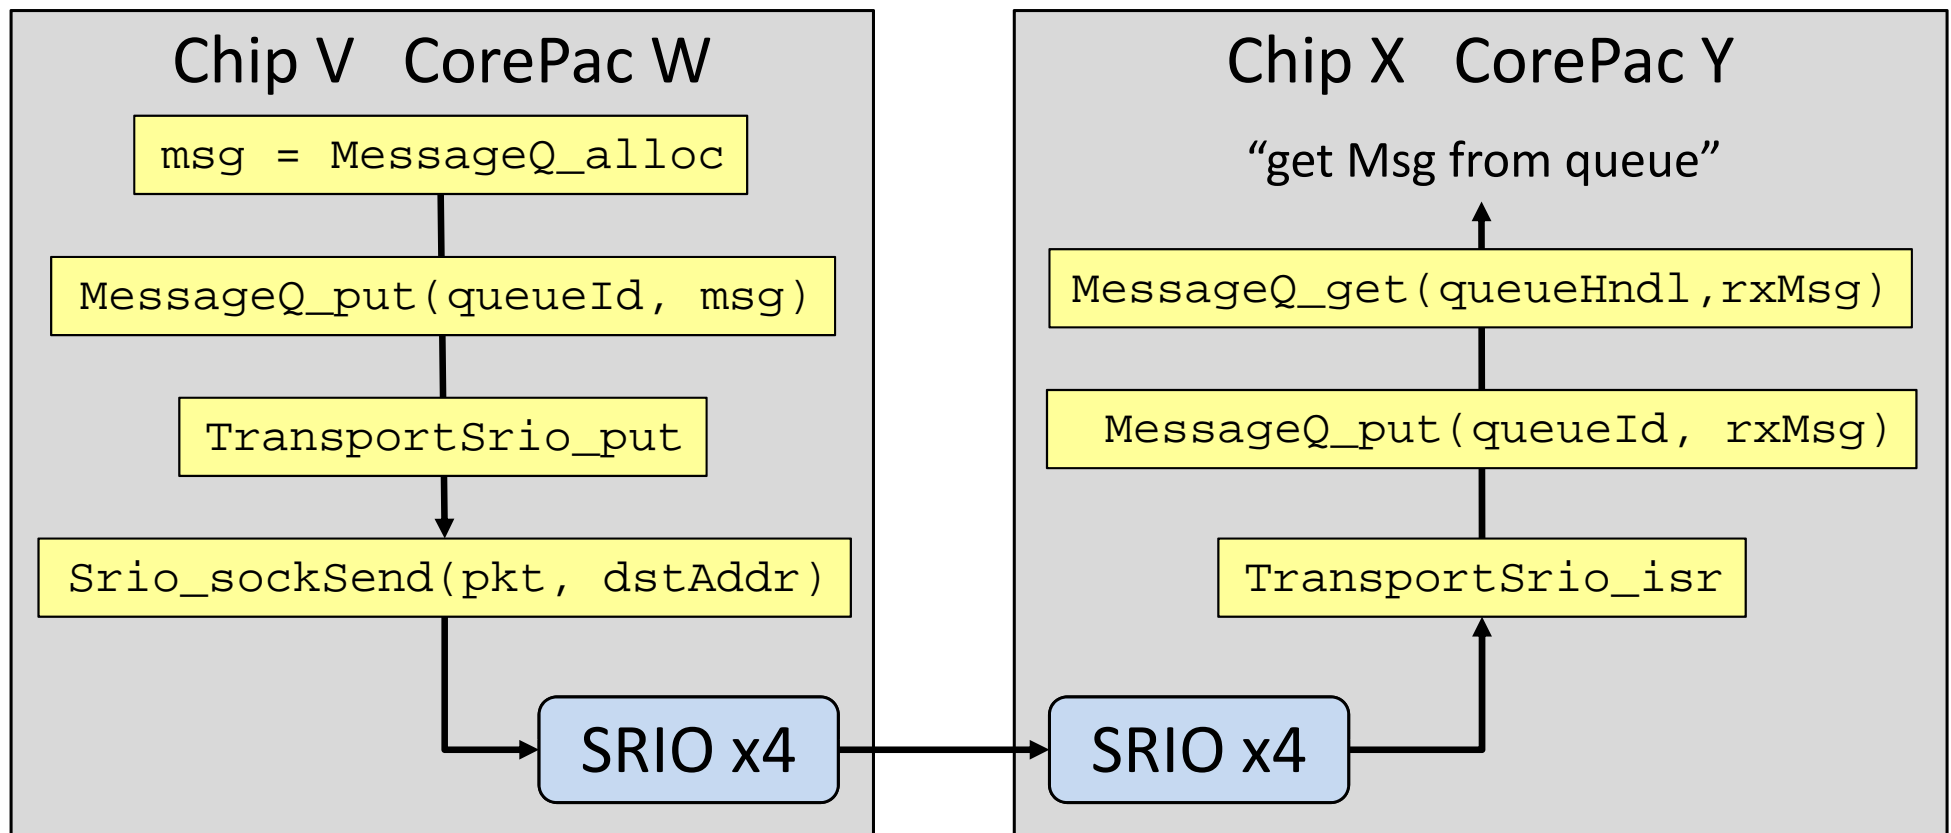 Chip V CorePac W
msg = MessageQ_alloc
MessageQ_put(queueId, msg)
TransportSrio_put
Srio_sockSend(pkt, dstAddr)
SRIO x4
Chip X CorePac Y
“get Msg from queue”
MessageQ_get(queueHndl,rxMsg)
MessageQ_put(queueId, rxMsg)
TransportSrio_isr
SRIO x4